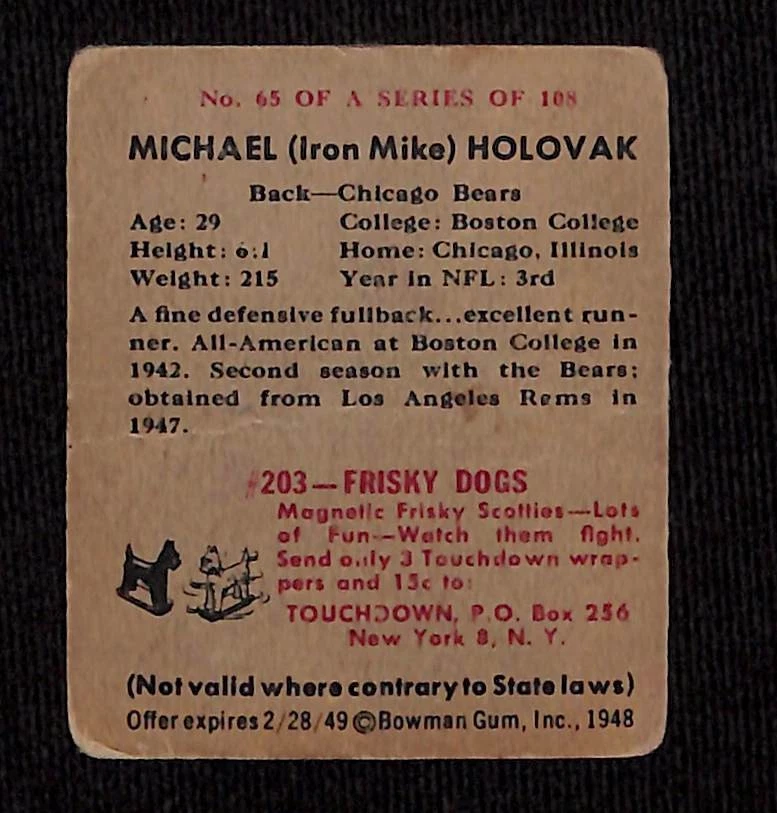 No. 65 OF A SERIES OF 108
MICHAEL (Iron Mike) HOLOVAK
Back—Chicago Bears
Age: 29 College: Boston College
Height: 6:1 Home: Chicago, Illinois
Weight: 215 Year in NFL: 3rd
A fine defensive fullback...excellent run-
ner. All-American at Boston College in
1942. Second season with the Bears;
obtained from Los Angeles Rams in
1947.
#203—FRISKY DOGS
Magnetic Frisky Scotties—Lots
of Fun—Watch them fight.
Send only 3 Touchdown wrap-
pers and 15c to:
TOUCHDOWN, P.O. Box 256
New York 8, N. Y.
(Not valid where contrary to State laws)
Offer expires 2/28/49 ©Bowman Gum, Inc., 1948